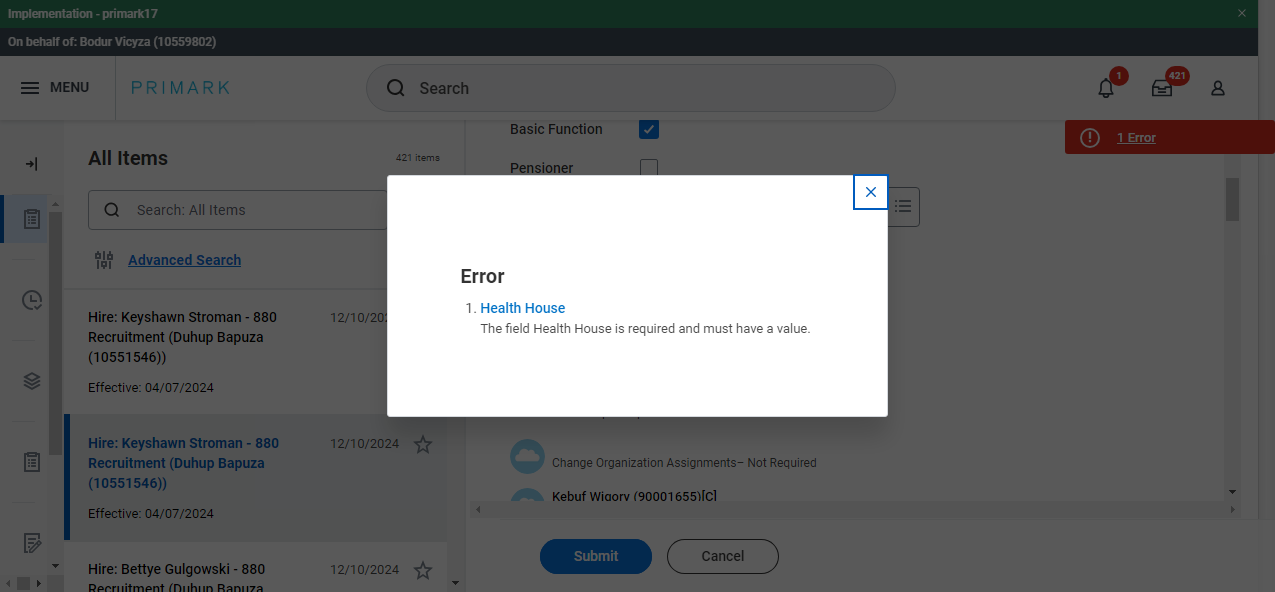 Implementation - primark17
On behalf of: Bodur Vicyza (10559802)
MENU
PRIMARK
Search
1
421
All Items
421 items
Search: All Items
Advanced Search
Hire: Keyshawn Stroman - 880
Recruitment (Duhup Bapuza
(10551546))
12/10/202
Effective: 04/07/2024
Hire: Keyshawn Stroman - 880
Recruitment (Duhup Bapuza
(10551546))
12/10/2024
Effective: 04/07/2024
Hire: Bettye Gulgowski - 880
Recruitment (Duhup Bapuza
12/10/2024
Basic Function
Pensioner
1 Error
Error
1. Health House
The field Health House is required and must have a value.
Change Organization Assignments– Not Required
Kebuf Wigory (90001655)[C]
Submit
Cancel